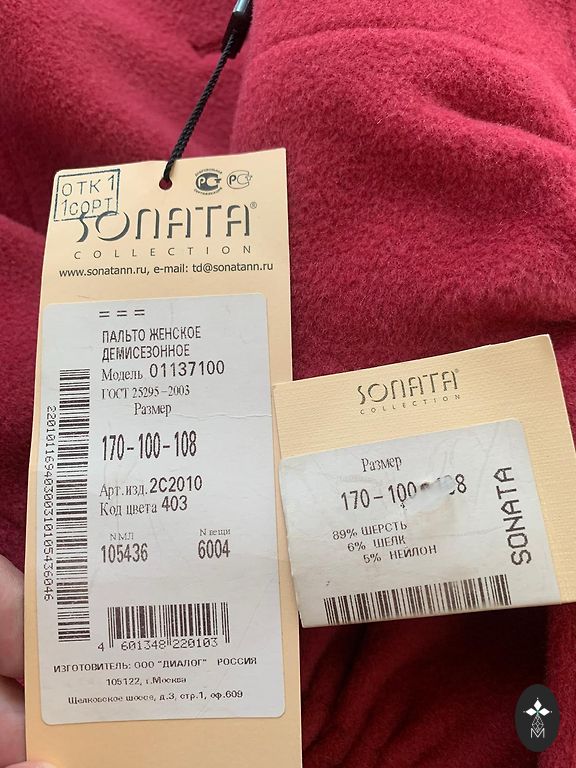 ОТК 1
1 СОРТ
SONATA®
COLLECTION
www.sonatann.ru, e-mail: td@sonatann.ru
===
ПАЛЬТО ЖЕНСКОЕ
ДЕМИСЕЗОННОЕ
Модель 01137100
ГОСТ 25295-2003
Размер
170-100-108
Арт.изд. 2С2010
Код цвета 403
N МЛ N вещи
105436 6004
4 601348 220103
ИЗГОТОВИТЕЛЬ: ООО "ДИАЛОГ" РОССИЯ
105122, г.Москва
Щелковское шоссе, д.3, стр.1, оф.609
SONATA®
COLLECTION
Размер
89% ШЕРСТЬ
6% ШЕЛК
5% НЕЙЛОН
SONATA
M